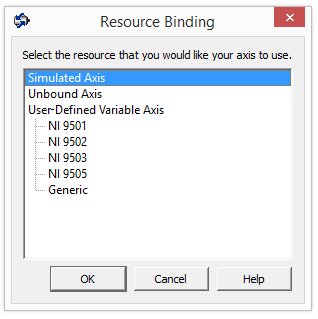 Resource Binding
Select the resource that you would like your axis to use.
Simulated Axis
Unbound Axis
User-Defined Variable Axis
NI 9501
NI 9502
NI 9503
NI 9505
Generic
OK Cancel Help